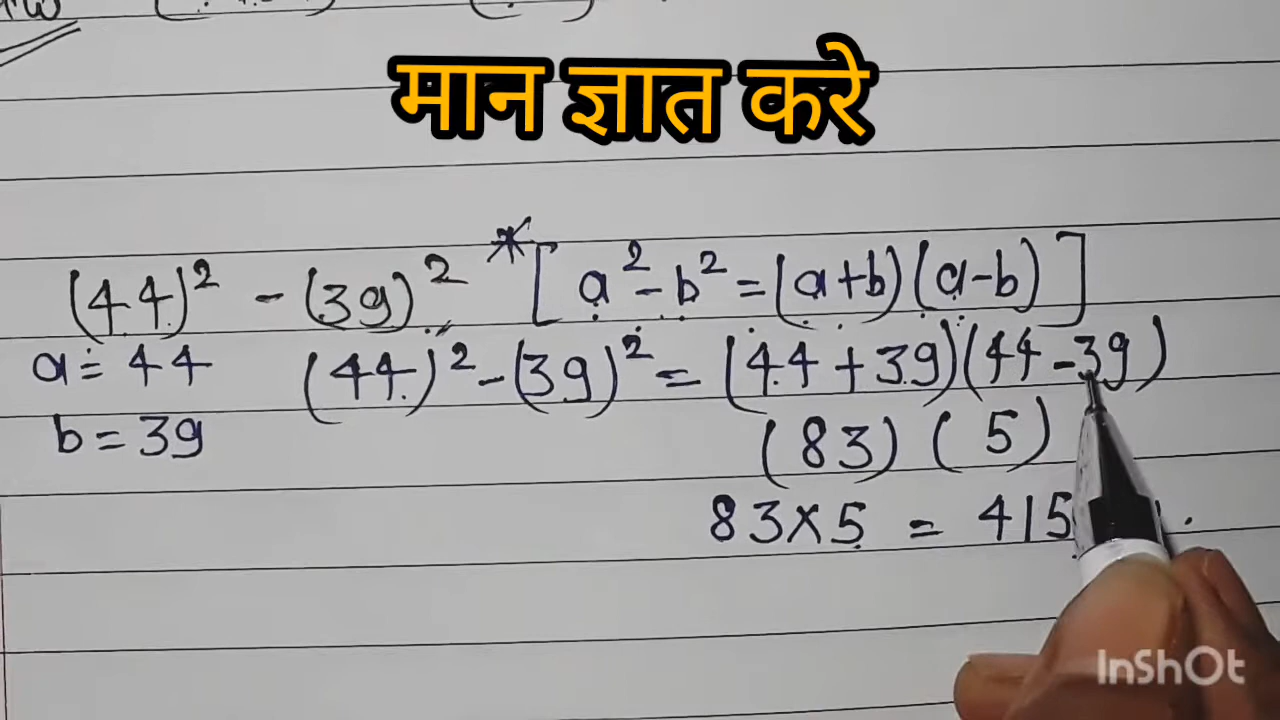 मान ज्ञात करे
(44)² - (39)² * [a² - b² = (a+b)(a-b)]
a = 44 (44)² - (39)² = (44 + 39)(44 - 39)
b = 39 (83) (5)
83×5 = 415
InShOt